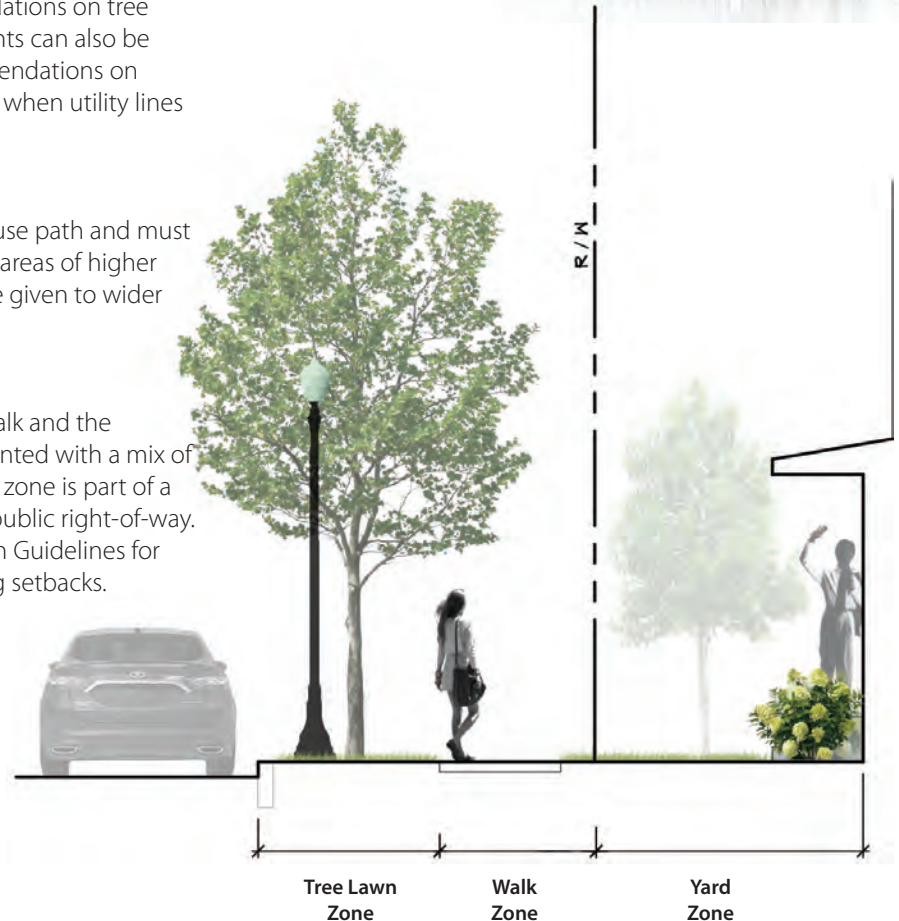 lations on tree
nts can also be
endations on
when utility lines
use path and must
areas of higher
e given to wider
alk and the
nted with a mix of
zone is part of a
public right-of-way.
n Guidelines for
g setbacks.
R/W
Tree Lawn
Zone
Walk
Zone
Yard
Zone